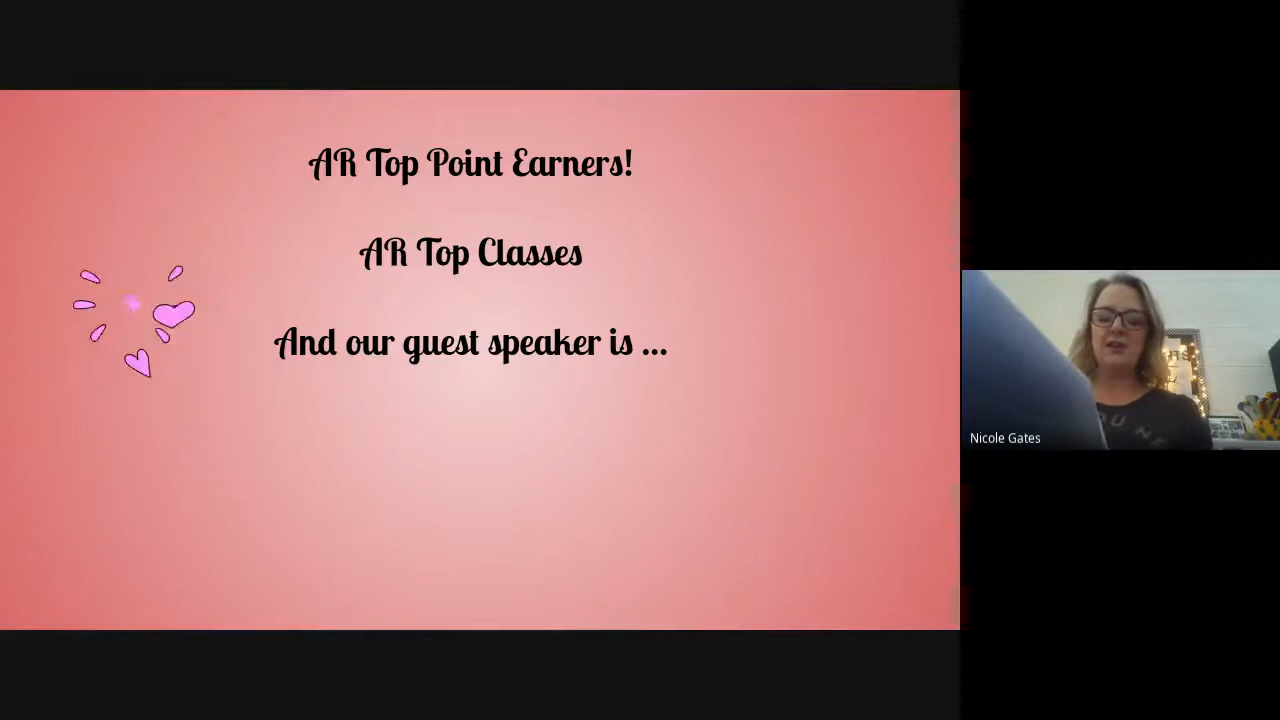 AR Top Point Earners!
AR Top Classes
And our guest speaker is ...
Nicole Gates